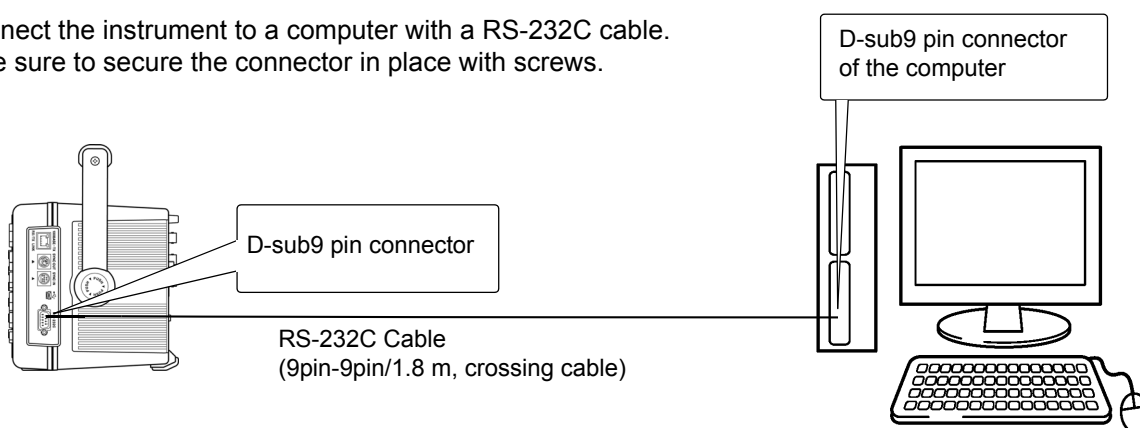 nect the instrument to a computer with a RS-232C cable.
e sure to secure the connector in place with screws.
D-sub9 pin connector
of the computer
D-sub9 pin connector
RS-232C Cable
(9pin-9pin/1.8 m, crossing cable)